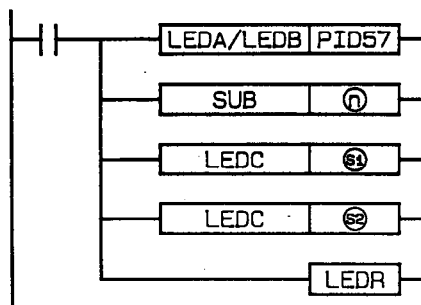 LEDA/LEDB PID57
SUB ⓝ
LEDC Ⓢ1
LEDC Ⓢ2
LEDR